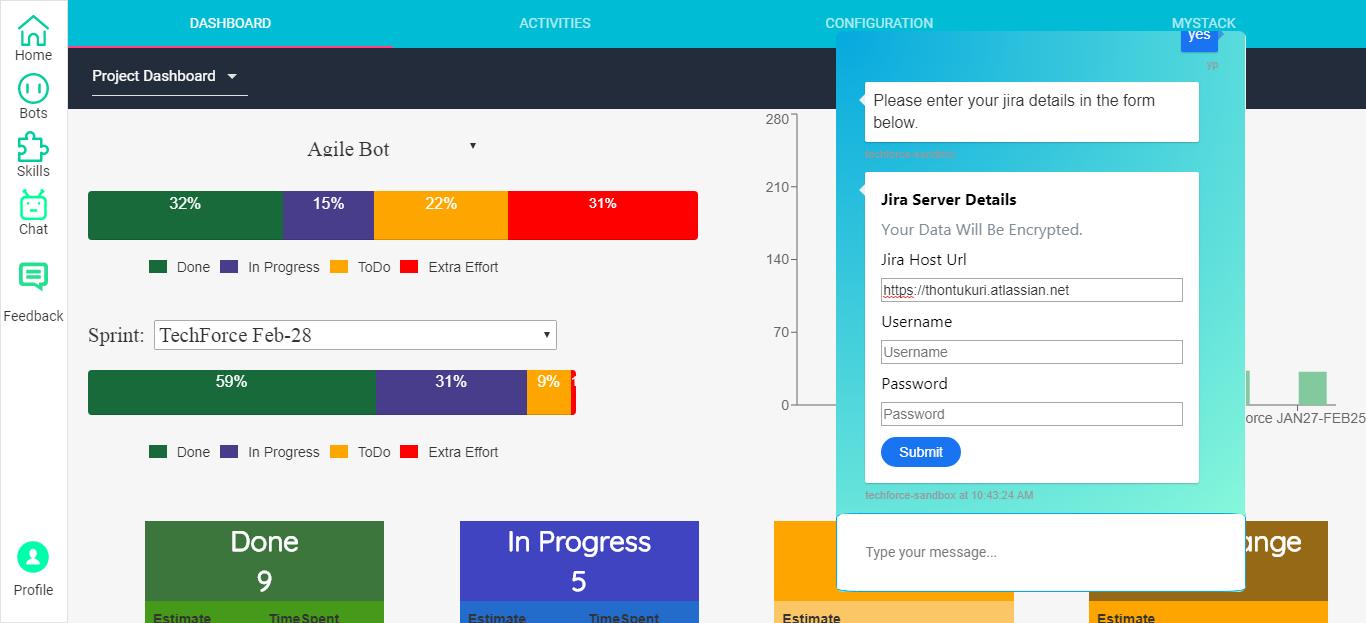 DASHBOARD
ACTIVITIES
CONFIGURATION
MYSTACK
Home
Bots
Skills
Chat
Feedback
Profile
Project Dashboard
Agile Bot
32%
15%
22%
31%
Done
In Progress
ToDo
Extra Effort
Sprint:
TechForce Feb-28
59%
31%
9%
Done
In Progress
ToDo
Extra Effort
280
210
140
70
0
orce JAN27-FEB25
Done
9
Estimate
TimeSpent
In Progress
5
Estimate
TimeSpent
Estimate
ange
Estimate
yes
yp
Please enter your jira details in the form
below.
techforce-sandbox
Jira Server Details
Your Data Will Be Encrypted.
Jira Host Url
https://thontukuri.atlassian.net
Username
Username
Password
Password
Submit
techforce-sandbox at 10:43:24 AM
Type your message...